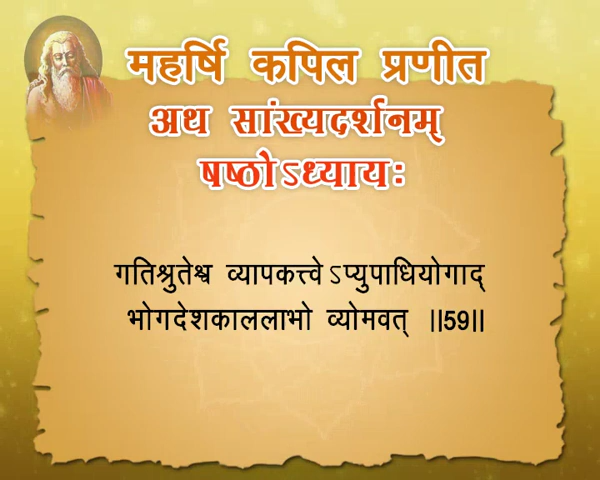 महर्षि कपिल प्रणीत
अथ सांख्यदर्शनम्
षष्ठोऽध्यायः
गतिश्रुतेश्च व्यापकत्त्वेऽप्युपाधियोगाद्
भोगदेशकाललाभो व्योमवत् ॥59॥